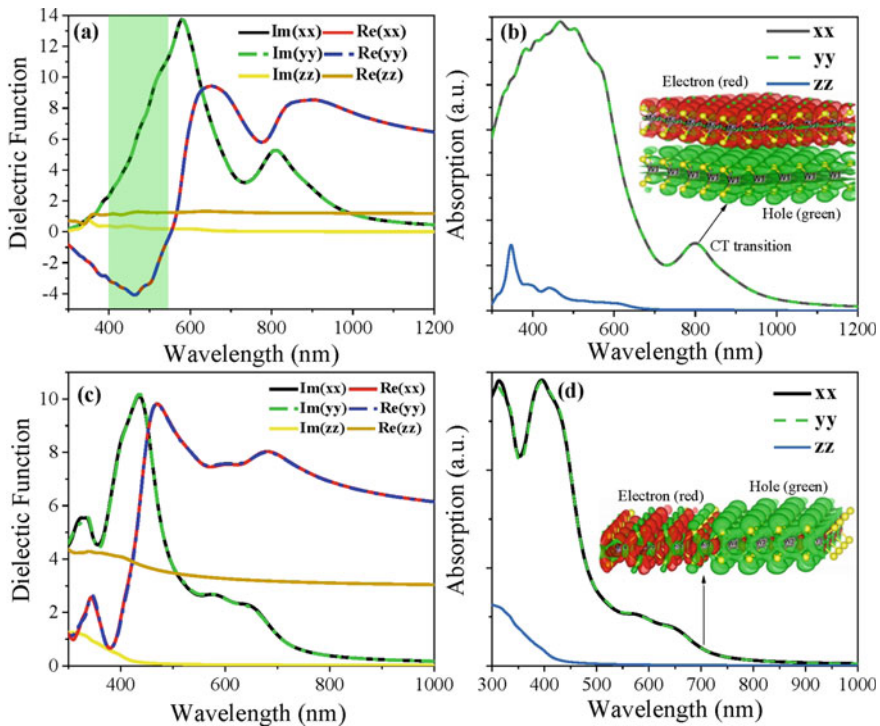 (a)
Im(xx) Re(xx)
Im(yy) Re(yy)
Im(zz) Re(zz)
Dielectric Function
14
12
10
8
6
4
2
0
-2
-4
400 600 800 1000 1200
Wavelength (nm)
(b)
xx
yy
zz
Electron (red)
Hole (green)
CT transition
Absorption (a.u.)
400 600 800 1000 1200
Wavelength (nm)
(c)
Im(xx) Re(xx)
Im(yy) Re(yy)
Im(zz) Re(zz)
Dielectic Function
10
8
6
4
2
0
400 600 800 1000
Wavelength (nm)
(d)
xx
yy
zz
Electron (red)
Hole (green)
Absorption (a.u.)
300 400 500 600 700 800 900 1000
Wavelength (nm)